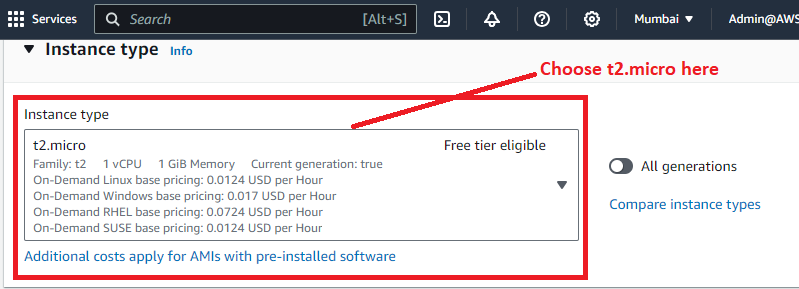 Services Search [Alt+S] Mumbai Admin@AWS
Instance type Info
Choose t2.micro here
Instance type
t2.micro Free tier eligible
Family: t2 1 vCPU 1 GiB Memory Current generation: true
On-Demand Linux base pricing: 0.0124 USD per Hour
On-Demand Windows base pricing: 0.017 USD per Hour
On-Demand RHEL base pricing: 0.0724 USD per Hour
On-Demand SUSE base pricing: 0.0124 USD per Hour
All generations
Compare instance types
Additional costs apply for AMIs with pre-installed software